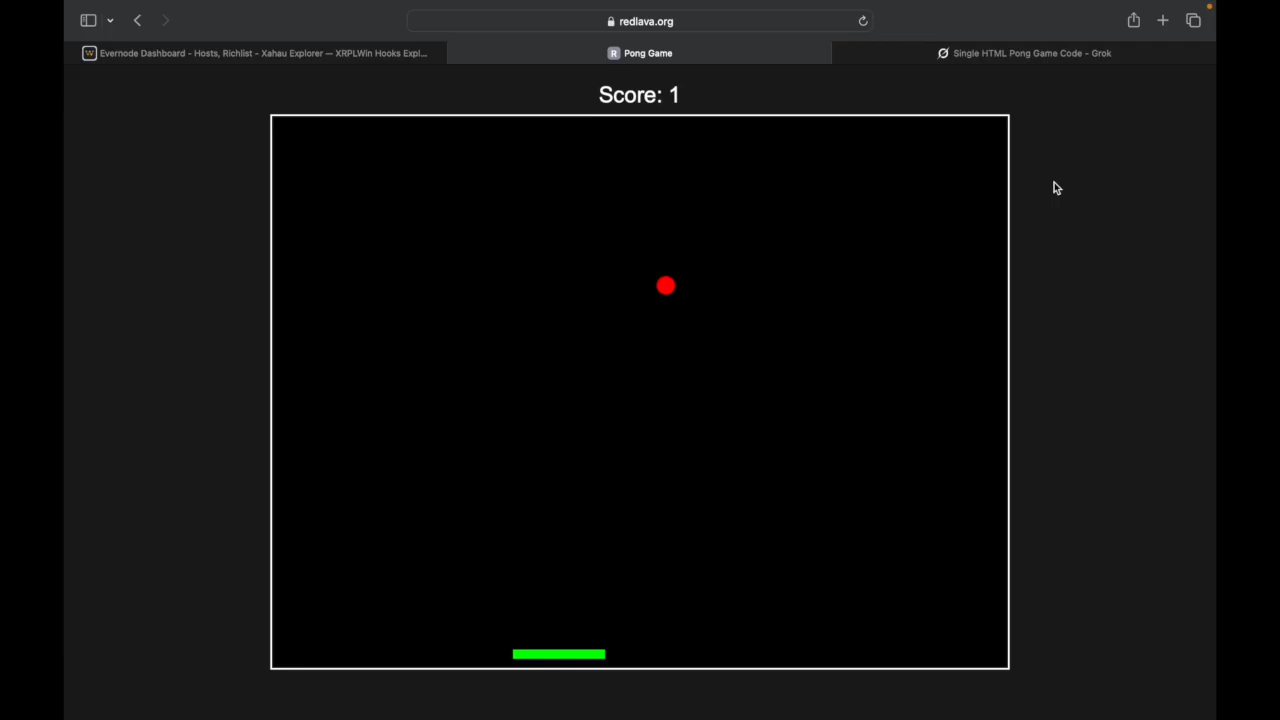 redlava.org
Evernode Dashboard - Hosts, Richlist - Xahau Explorer — XRPLWin Hooks Expl...
R Pong Game
Single HTML Pong Game Code - Grok
Score: 1